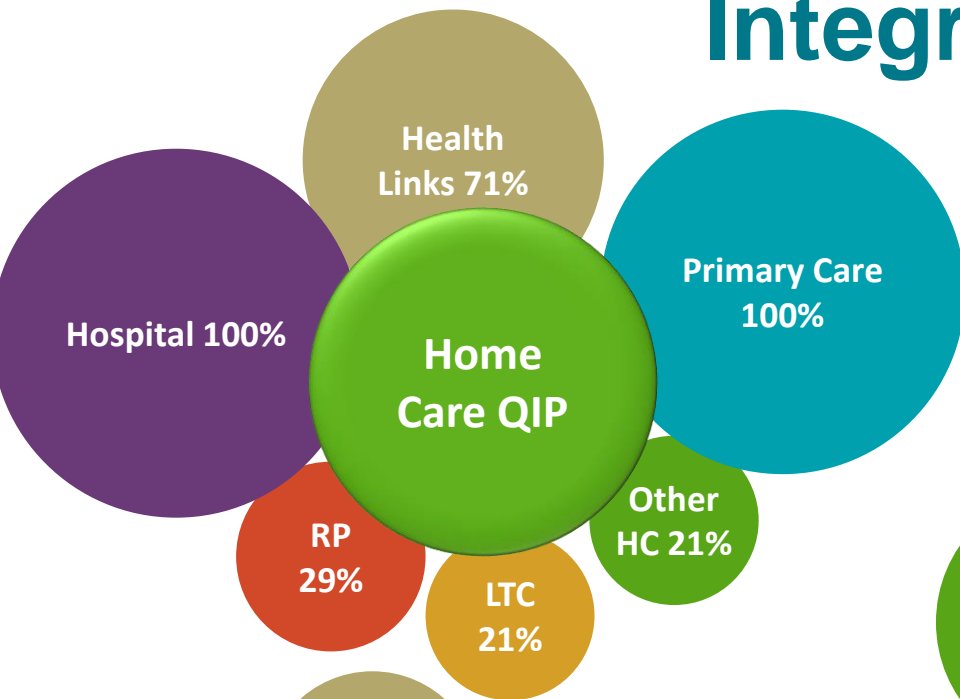 Integr
Health
Links 71%
Primary Care
100%
Hospital 100%
Home
Care QIP
Other
HC 21%
RP
29%
LTC
21%